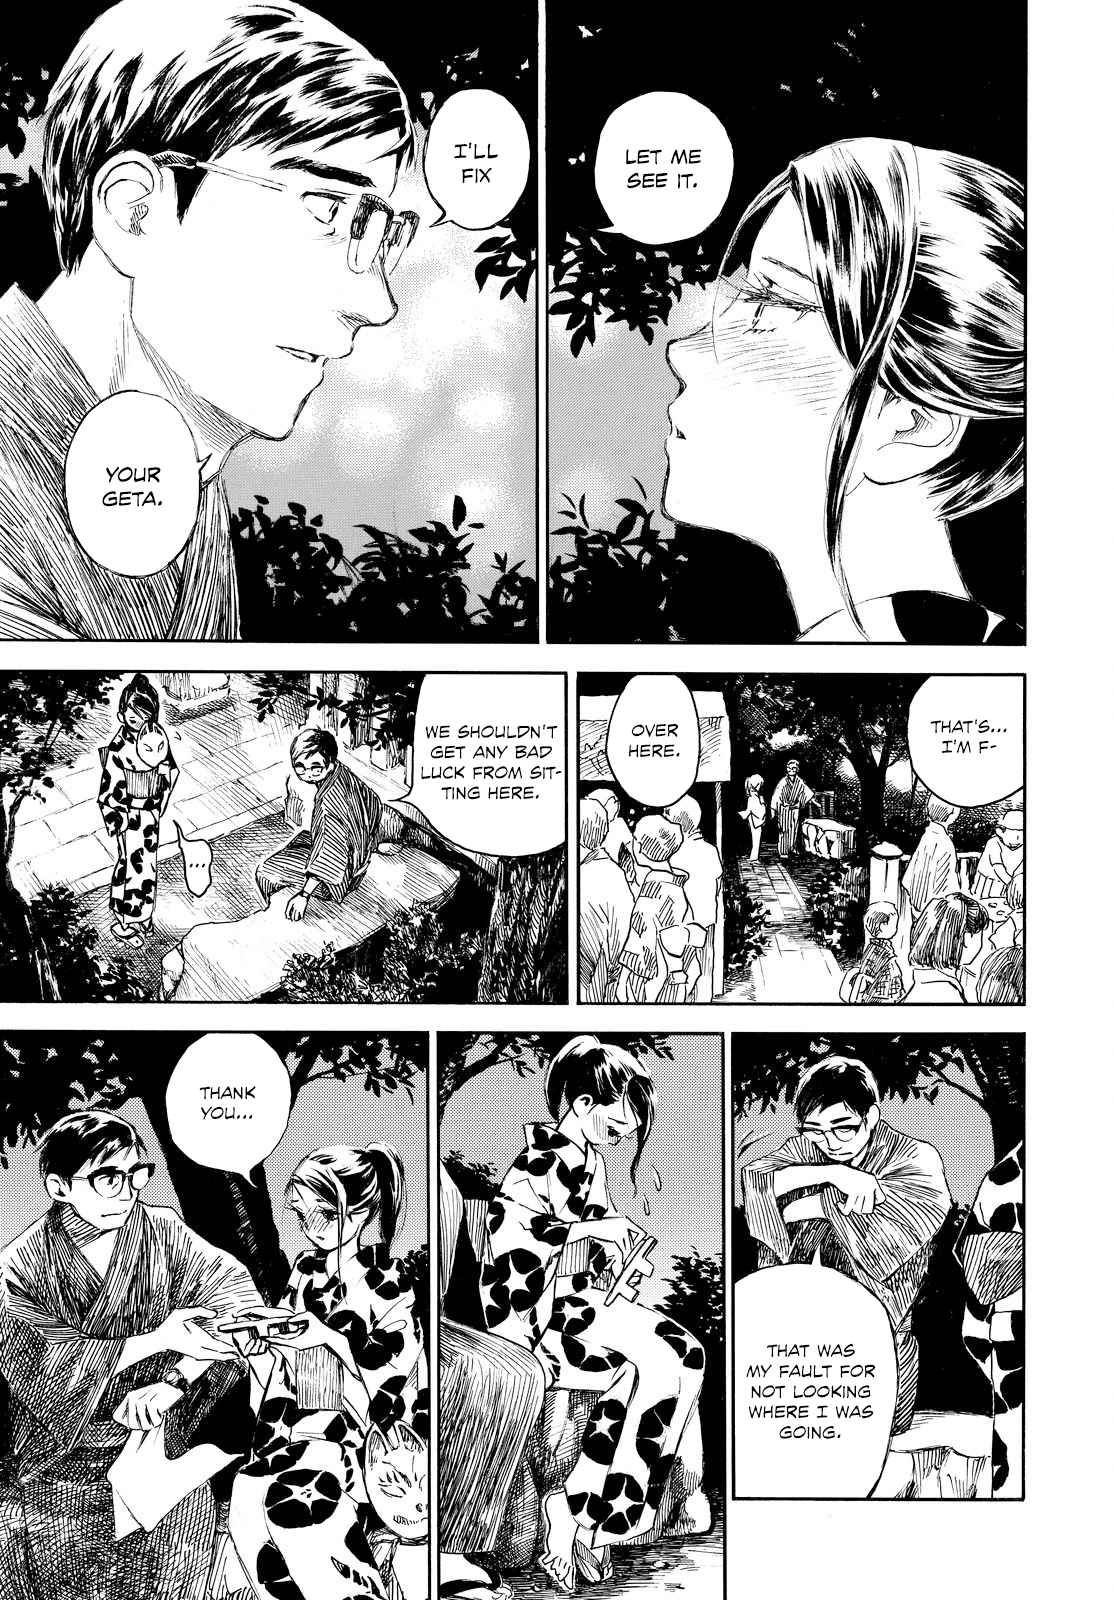 LET ME
SEE IT.
I'LL
FIX
YOUR
GETA.
THAT'S...
I'M F-
OVER
HERE.
WE SHOULDN'T
GET ANY BAD
LUCK FROM SIT-
TING HERE.
...
THAT WAS
MY FAULT FOR
NOT LOOKING
WHERE I WAS
GOING.
THANK
YOU...